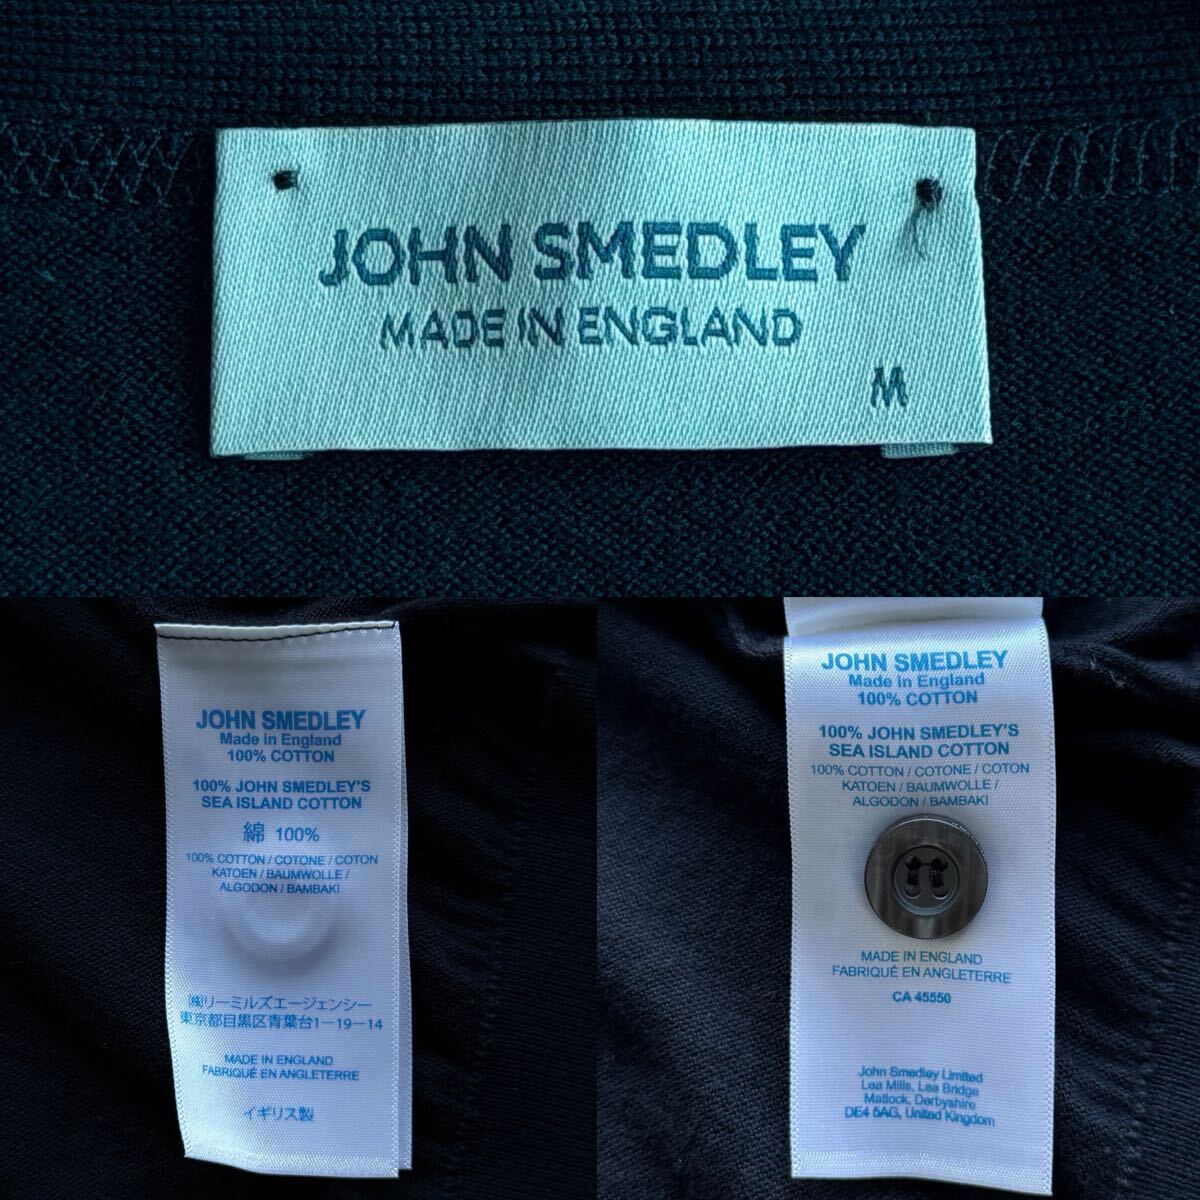 JOHN SMEDLEY
MADE IN ENGLAND
M
JOHN SMEDLEY
Made in England
100% COTTON
100% JOHN SMEDLEY'S
SEA ISLAND COTTON
綿 100%
100% COTTON / COTONE / COTON
KATOEN / BAUMWOLLE /
ALGODON / BAMBAKI
㈱リーミルズエージェンシー
東京都目黒区青葉台1-19-14
MADE IN ENGLAND
FABRIQUÉ EN ANGLETERRE
イギリス製
JOHN SMEDLEY
Made in England
100% COTTON
100% JOHN SMEDLEY'S
SEA ISLAND COTTON
100% COTTON / COTONE / COTON
KATOEN / BAUMWOLLE /
ALGODON / BAMBAKI
MADE IN ENGLAND
FABRIQUÉ EN ANGLETERRE
CA 45550
John Smedley Limited
Lea Mills, Lea Bridge
Matlock, Derbyshire
DE4 5AG, United Kingdom